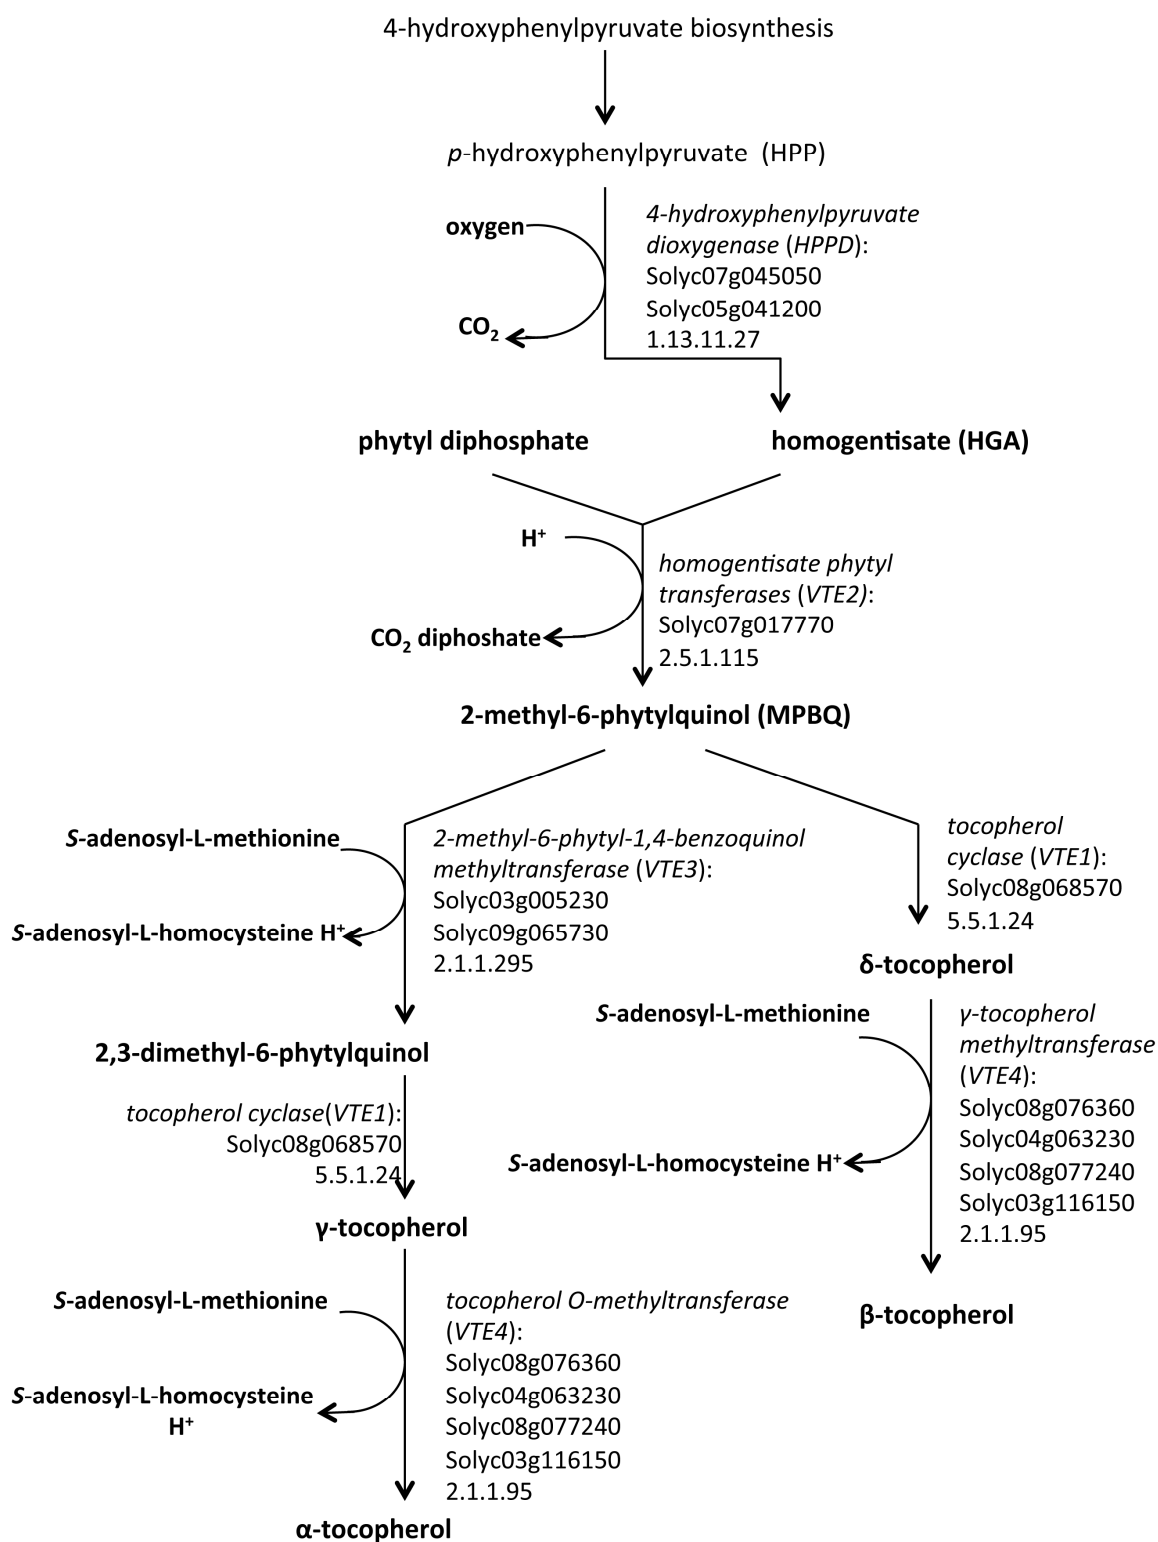 4-hydroxyphenylpyruvate biosynthesis
p-hydroxyphenylpyruvate (HPP)
oxygen
CO₂
4-hydroxyphenylpyruvate
dioxygenase (HPPD):
Solyc07g045050
Solyc05g041200
1.13.11.27
phytyl diphosphate
homogentisate (HGA)
H⁺
CO₂ diphoshate
homogentisate phytyl
transferases (VTE2):
Solyc07g017770
2.5.1.115
2-methyl-6-phytylquinol (MPBQ)
S-adenosyl-L-methionine
S-adenosyl-L-homocysteine H⁺
2-methyl-6-phytyl-1,4-benzoquinol
methyltransferase (VTE3):
Solyc03g005230
Solyc09g065730
2.1.1.295
tocopherol
cyclase (VTE1):
Solyc08g068570
5.5.1.24
δ-tocopherol
2,3-dimethyl-6-phytylquinol
tocopherol cyclase(VTE1):
Solyc08g068570
5.5.1.24
S-adenosyl-L-methionine
S-adenosyl-L-homocysteine H⁺
γ-tocopherol
methyltransferase
(VTE4):
Solyc08g076360
Solyc04g063230
Solyc08g077240
Solyc03g116150
2.1.1.95
γ-tocopherol
β-tocopherol
S-adenosyl-L-methionine
S-adenosyl-L-homocysteine
H⁺
tocopherol O-methyltransferase
(VTE4):
Solyc08g076360
Solyc04g063230
Solyc08g077240
Solyc03g116150
2.1.1.95
α-tocopherol